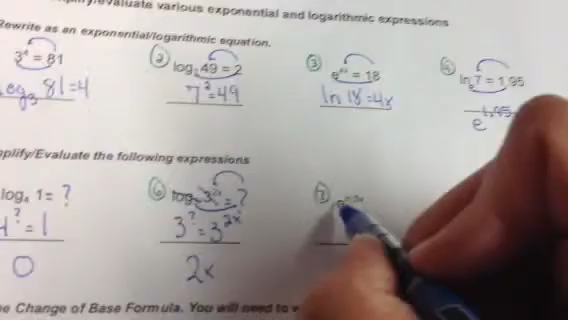 /evaluate various exponential and logarithmic expressions
Rewrite as an exponential/logarithmic equation.
3⁴ = 81
log₃ 81=4
② log₇ 49 = 2
7²=49
③ e⁴ˣ = 18
ln 18=4x
ln 7 = 1.95
e^1.95
plify/Evaluate the following expressions
log₄ 1= ?
4^?=1
0
⑥ log₃ 3²ˣ = ?
3^?=3²ˣ
2x
⑦
e Change of Base Formula. You will need to